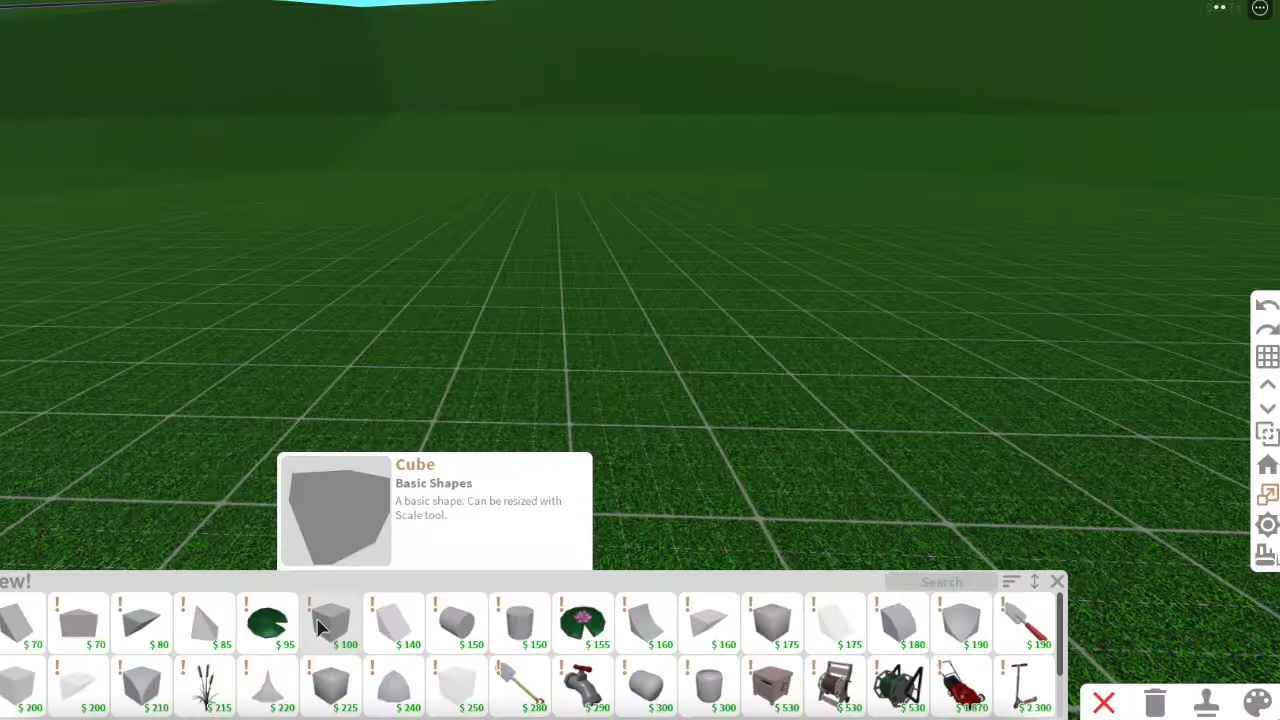 Cube
Basic Shapes
A basic shape. Can be resized with
Scale tool.
ew!
Search
! ! ! ! ! ! ! ! ! ! ! ! ! ! ! !
$ 70 $ 70 $ 80 $ 85 $ 95 $ 100 $ 140 $ 150 $ 150 $ 155 $ 160 $ 160 $ 175 $ 175 $ 180 $ 190 $ 190
! ! ! ! ! ! ! ! ! ! ! ! ! ! ! !
$ 200 $ 200 $ 210 $ 215 $ 220 $ 225 $ 240 $ 250 $ 280 $ 290 $ 300 $ 300 $ 530 $ 530 $ 530 $ 1 870 $ 2 300